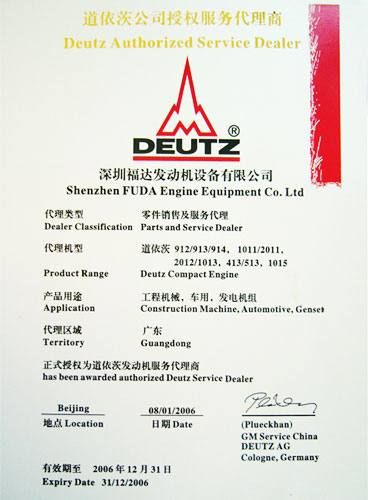 道依茨公司授权服务代理商
Deutz Authorized Service Dealer
DEUTZ ®
深圳福达发动机设备有限公司
Shenzhen FUDA Engine Equipment Co. Ltd
代理类型 零件销售及服务代理
Dealer Classification Parts and Service Dealer
代理机型 道依茨 912/913/914, 1011/2011,
2012/1013, 413/513, 1015
Product Range Deutz Compact Engine
产品用途 工程机械，车用，发电机组
Application Construction Machine, Automotive, Genset
代理区域 广东
Territory Guangdong
正式授权为道依茨发动机服务代理商
has been awarded authorized Deutz Service Dealer
Beijing 08/01/2006
地点 Location 日期 Date (Plueckhan)
GM Service China
DEUTZ AG
Cologne, Germany
有效期至 2006 年 12 月 31 日
Expiry Date 31/12/2006